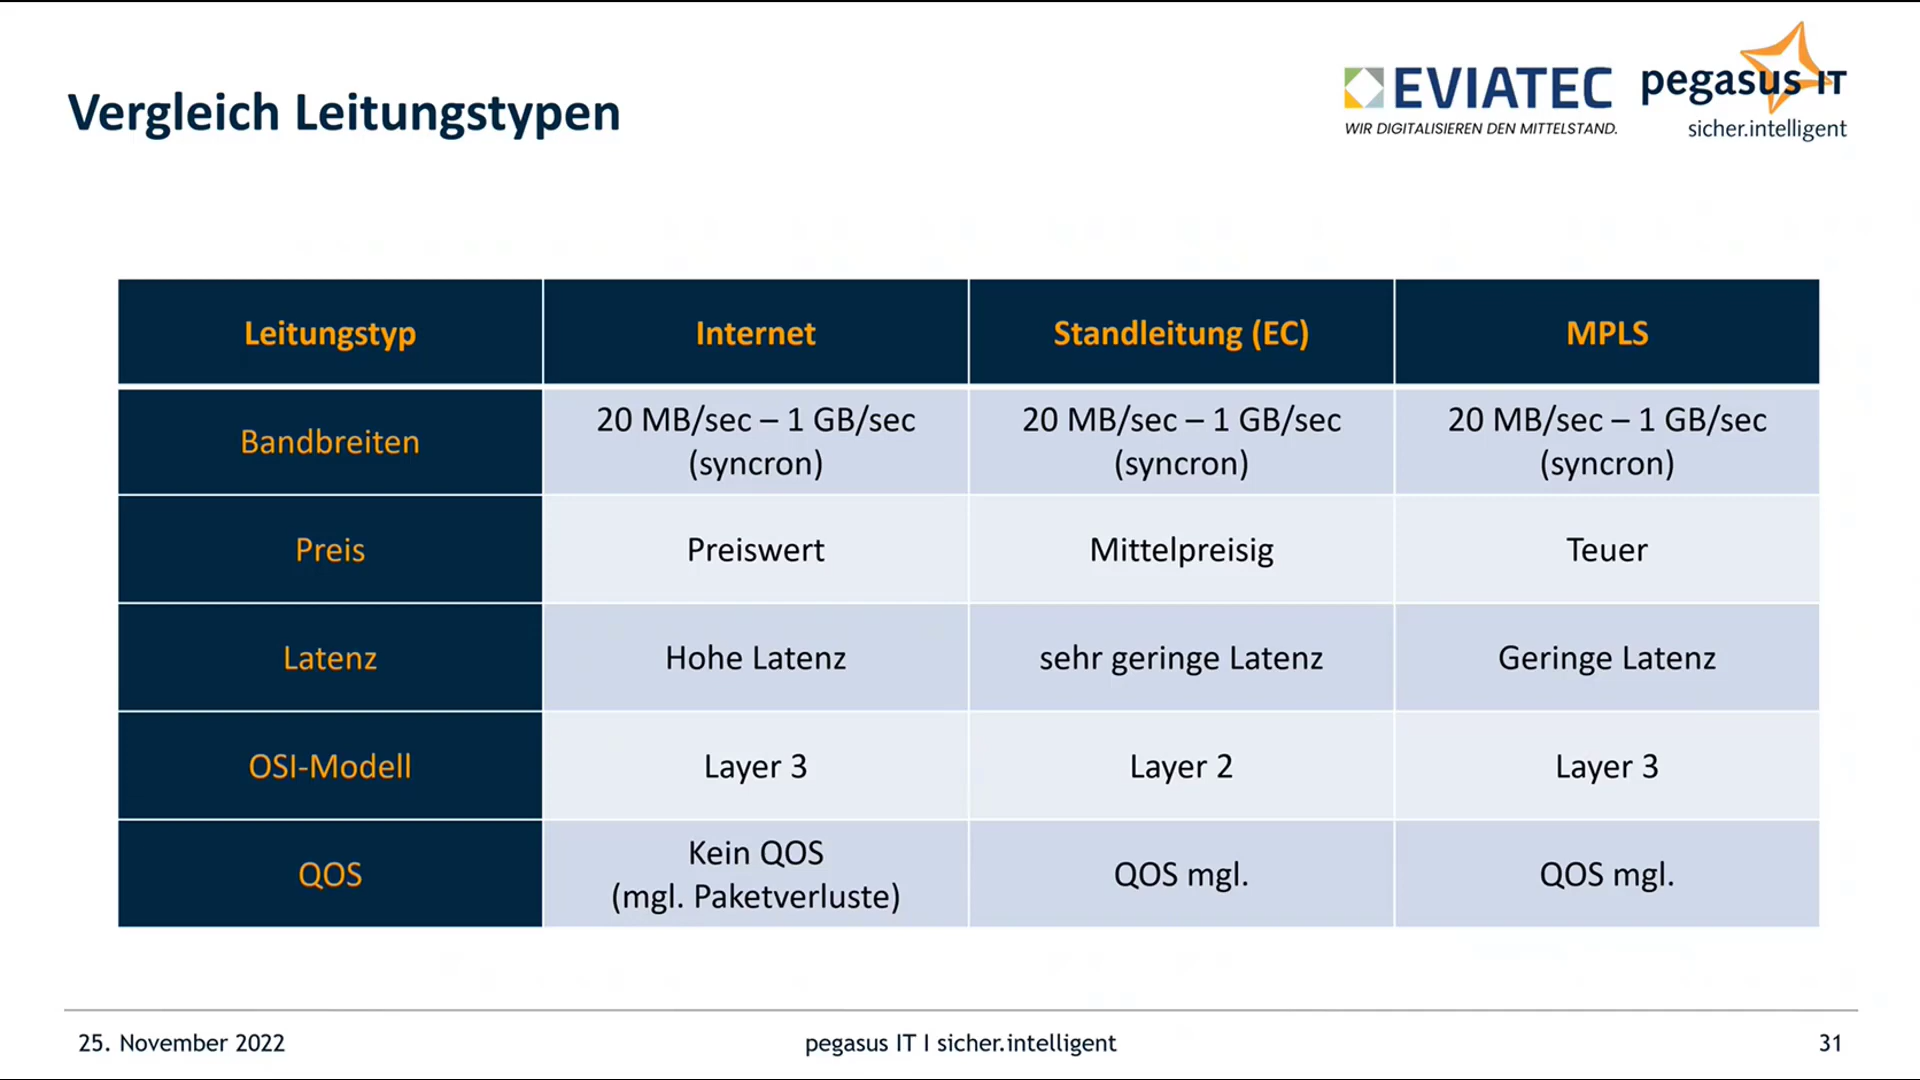 Vergleich Leitungstypen
EVIATEC
WIR DIGITALISIEREN DEN MITTELSTAND.
pegasus IT
sicher.intelligent
Leitungstyp Internet Standleitung (EC) MPLS
Bandbreiten 20 MB/sec – 1 GB/sec (syncron) 20 MB/sec – 1 GB/sec (syncron) 20 MB/sec – 1 GB/sec (syncron)
Preis Preiswert Mittelpreisig Teuer
Latenz Hohe Latenz sehr geringe Latenz Geringe Latenz
OSI-Modell Layer 3 Layer 2 Layer 3
QOS Kein QOS (mgl. Paketverluste) QOS mgl. QOS mgl.
25. November 2022 pegasus IT I sicher.intelligent 31